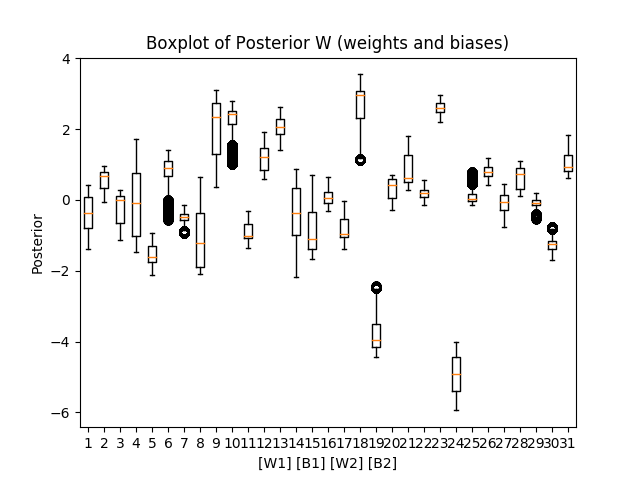 Boxplot of Posterior W (weights and biases)
4
2
0
−2
−4
−6
Posterior
1 2 3 4 5 6 7 8 9 10 11 12 13 14 15 16 17 18 19 20 21 22 23 24 25 26 27 28 29 30 31
[W1] [B1] [W2] [B2]